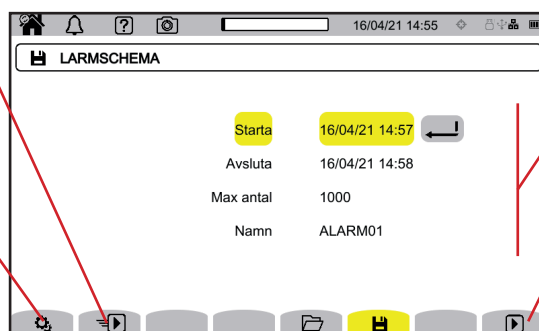 16/04/21 14:55
LARMSCHEMA
Starta 16/04/21 14:57
Avsluta 16/04/21 14:58
Max antal 1000
Namn ALARM01